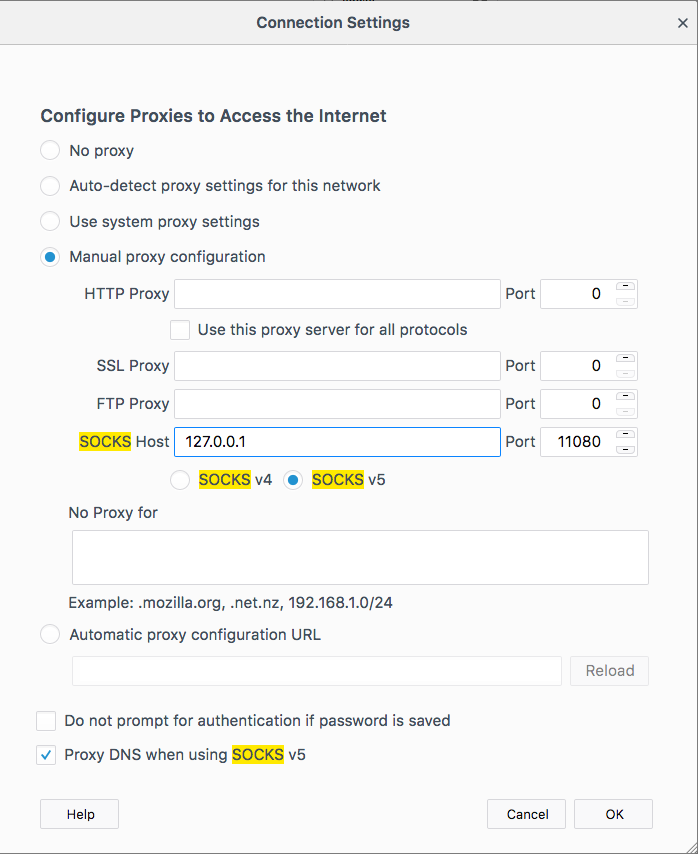 Connection Settings
Configure Proxies to Access the Internet
No proxy
Auto-detect proxy settings for this network
Use system proxy settings
Manual proxy configuration
HTTP Proxy Port 0
Use this proxy server for all protocols
SSL Proxy Port 0
FTP Proxy Port 0
SOCKS Host 127.0.0.1 Port 11080
SOCKS v4 SOCKS v5
No Proxy for
Example: .mozilla.org, .net.nz, 192.168.1.0/24
Automatic proxy configuration URL
Reload
Do not prompt for authentication if password is saved
Proxy DNS when using SOCKS v5
Help Cancel OK